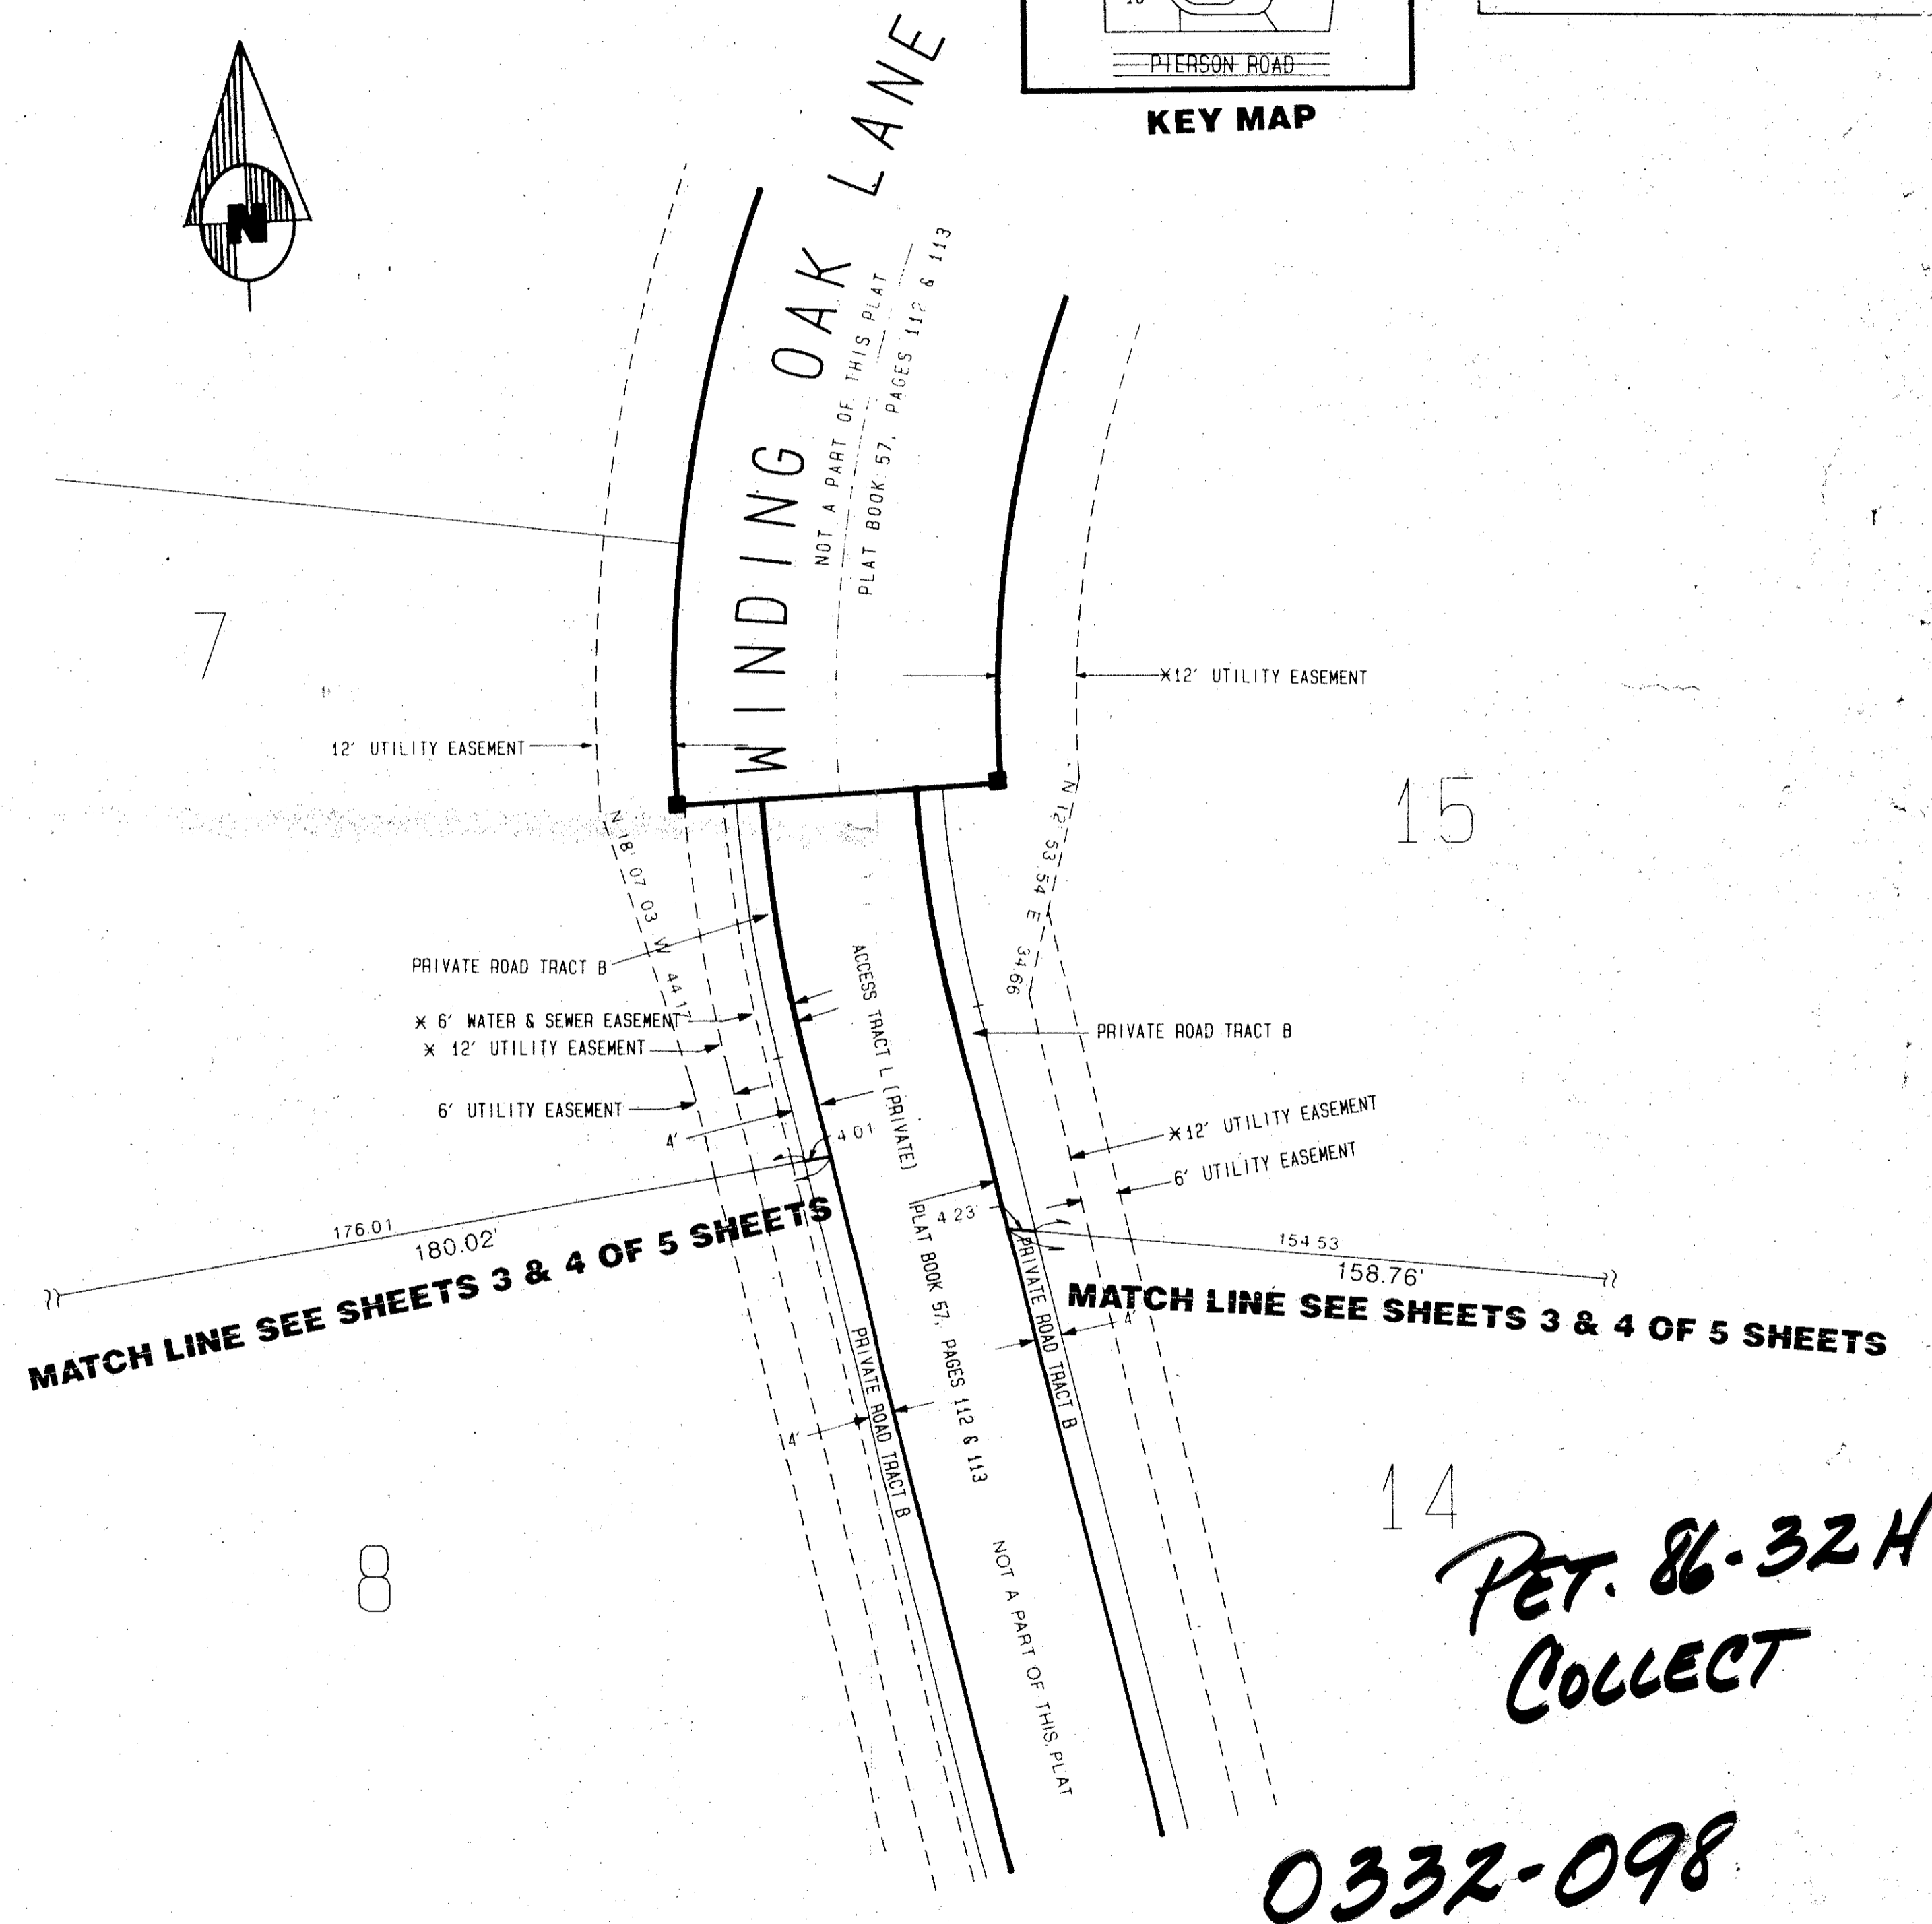 PIERSON ROAD
KEY MAP
N
WINDING OAK LANE
NOT A PART OF THIS PLAT
PLAT BOOK 57, PAGES 112 & 113
7
*12' UTILITY EASEMENT
12' UTILITY EASEMENT
15
N 18 07 03 W 44.17
N 12 53 54 E 34.66
PRIVATE ROAD TRACT B
* 6' WATER & SEWER EASEMENT
* 12' UTILITY EASEMENT
6' UTILITY EASEMENT
4'
4.01
ACCESS TRACT L (PRIVATE)
PRIVATE ROAD TRACT B
*12' UTILITY EASEMENT
6' UTILITY EASEMENT
176.01
180.02'
MATCH LINE SEE SHEETS 3 & 4 OF 5 SHEETS
4.23
154.53
158.76'
MATCH LINE SEE SHEETS 3 & 4 OF 5 SHEETS
(PLAT BOOK 57, PAGES 112 & 113
PRIVATE ROAD TRACT B
4'
PRIVATE ROAD TRACT B
4'
NOT A PART OF THIS PLAT
8
14
PET. 86-32 H
COLLECT
0332-098